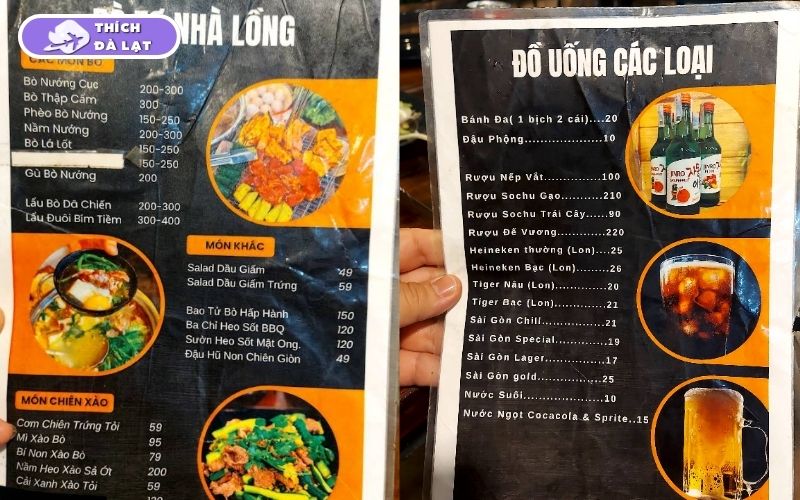 THÍCH
ĐÀ LẠT
NHÀ LỒNG
CÁC MÓN BÒ
Bò Nướng Cục 200-300
Bò Thập Cẩm 300
Phèo Bò Nướng 150-250
Nầm Nướng 150-250
Bò Lá Lốt
150-250
Gù Bò Nướng 200
Lẩu Bò Dã Chiến 200-300
Lẩu Đuôi Bím Tiềm 300-400
MÓN KHÁC
Salad Dầu Giấm 49
Salad Dầu Giấm Trứng 59
Bao Tử Bò Hấp Hành 150
Ba Chỉ Heo Sốt BBQ 120
Sườn Heo Sốt Mật Ong. 120
Đậu Hũ Non Chiên Giòn 49
MÓN CHIÊN XÀO
Cơm Chiên Trứng Tỏi 59
Mì Xào Bò 95
Bí Non Xào Bò 79
Nầm Heo Xào Sả Ớt 200
Cải Xanh Xào Tỏi 59
120
ĐỒ UỐNG CÁC LOẠI
Bánh Đa( 1 bịch 2 cái)....20
Đậu Phộng....................10
Rượu Nếp Vắt..............100
Rượu Sochu Gạo........210
Rượu Sochu Trái Cây......90
Rượu Đế Vương..........220
Heineken thường (Lon)...25
Heineken Bạc (Lon).......26
Tiger Nâu (Lon)...........20
Tiger Bạc (Lon)............21
Sài Gòn Chill................21
Sài Gòn Special............19
Sài Gòn Lager..............17
Sài Gòn gold................25
Nước Suối....................10
Nước Ngọt Cocacola & Sprite..15